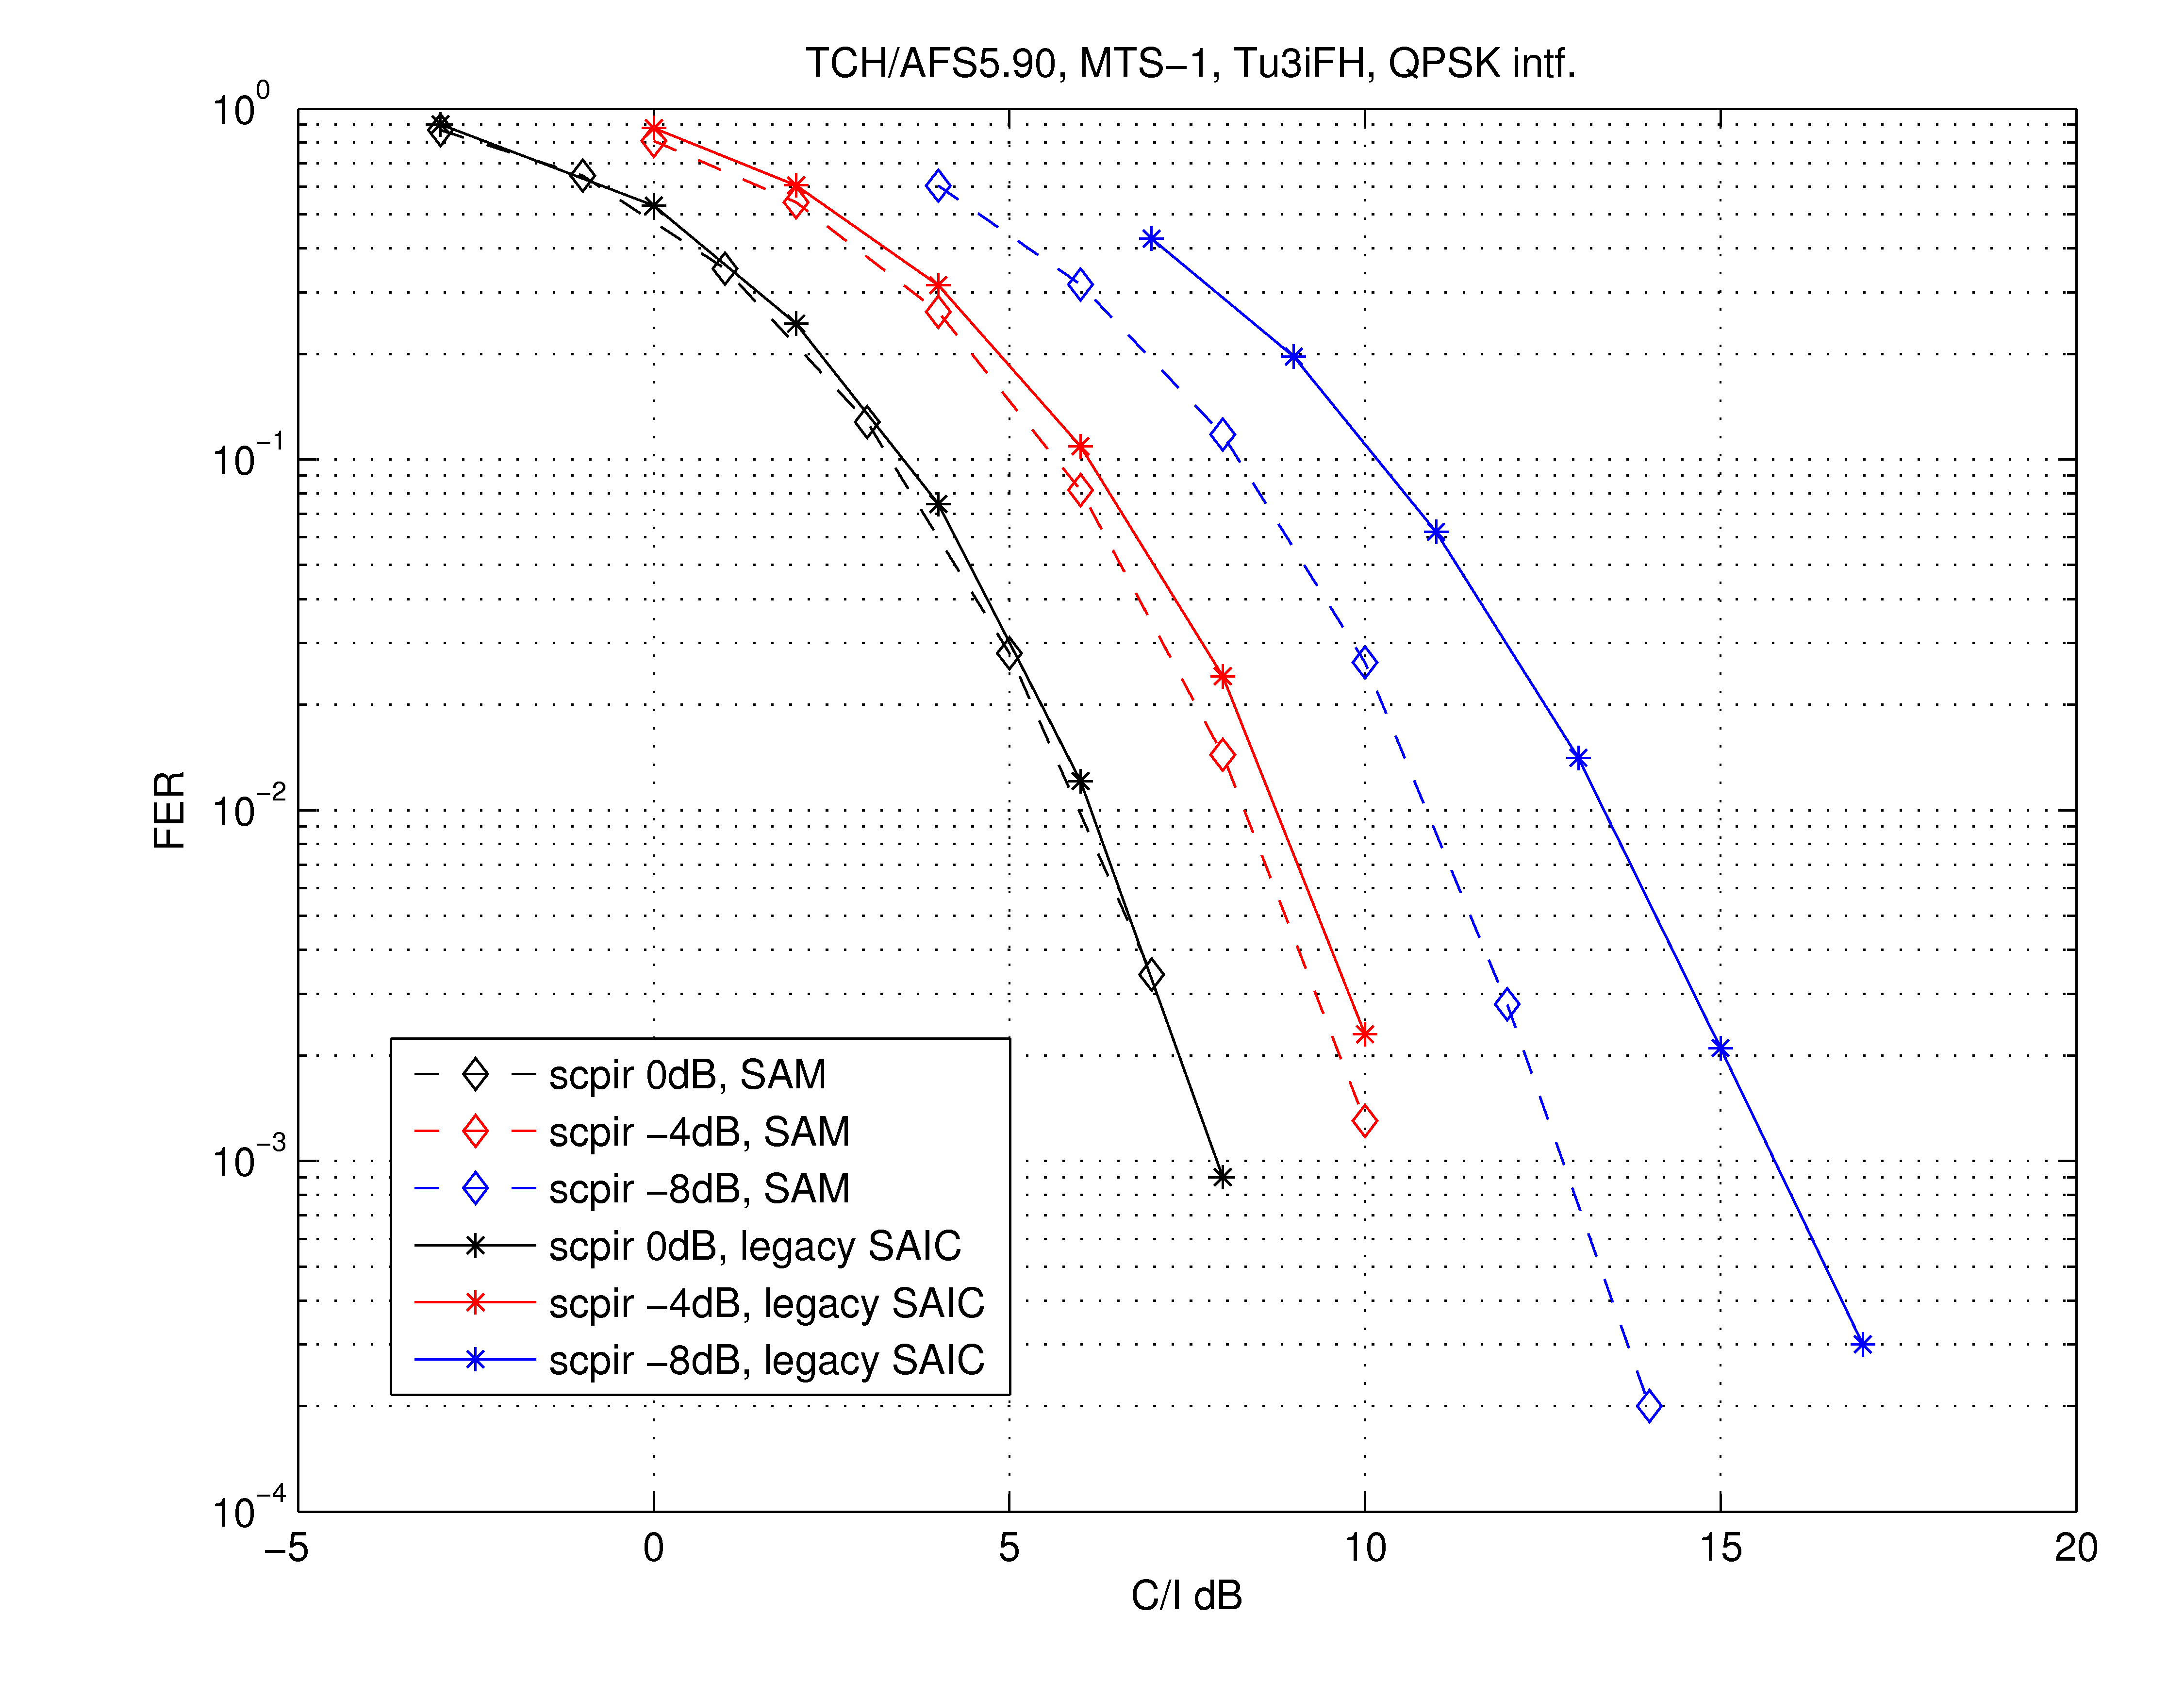 TCH/AFS5.90, MTS−1, Tu3iFH, QPSK intf.
10^0
10^−1
10^−2
10^−3
10^−4
FER
scpir 0dB, SAM
scpir −4dB, SAM
scpir −8dB, SAM
scpir 0dB, legacy SAIC
scpir −4dB, legacy SAIC
scpir −8dB, legacy SAIC
−5 0 5 10 15 20
C/I dB